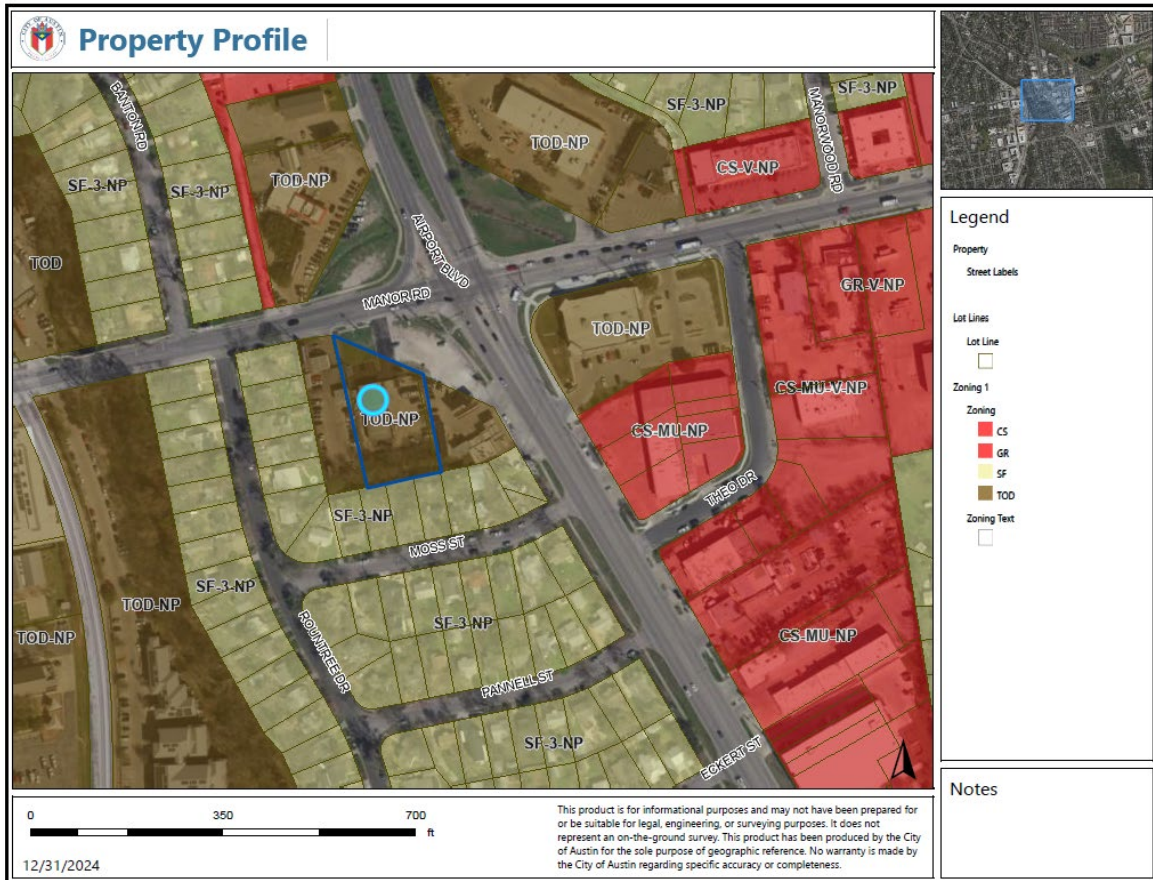 Property Profile
BANTON RD
SF-3-NP
MANORWOOD RD
SF-3-NP
TOD-NP
CS-V-NP
SF-3-NP
SF-3-NP
TOD-NP
AIRPORT BLVD
TOD
GR-V-NP
MANOR RD
TOD-NP
CS-MU-V-NP
TOD-NP
CS-MU-NP
THEO DR
SF-3-NP
MOSS ST
SF-3-NP
TOD-NP
SF-3-NP
TOD-NP
CS-MU-NP
ROUNTREE DR
PANNELL ST
SF-3-NP
ECKERT ST
Legend
Property
Street Labels
Lot Lines
Lot Line
Zoning 1
Zoning
CS
GR
SF
TOD
Zoning Text
Notes
0 350 700
ft
12/31/2024
This product is for informational purposes and may not have been prepared for
or be suitable for legal, engineering, or surveying purposes. It does not
represent an on-the-ground survey. This product has been produced by the City
of Austin for the sole purpose of geographic reference. No warranty is made by
the City of Austin regarding specific accuracy or completeness.